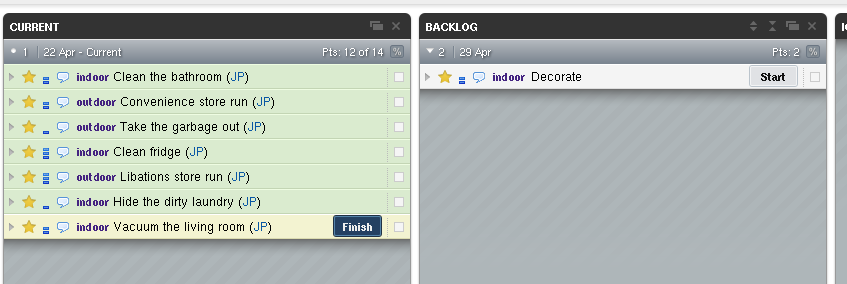 CURRENT
1 22 Apr - Current Pts: 12 of 14 %
indoor Clean the bathroom (JP)
outdoor Convenience store run (JP)
outdoor Take the garbage out (JP)
indoor Clean fridge (JP)
outdoor Libations store run (JP)
indoor Hide the dirty laundry (JP)
indoor Vacuum the living room (JP) Finish
BACKLOG
2 29 Apr Pts: 2 %
indoor Decorate Start